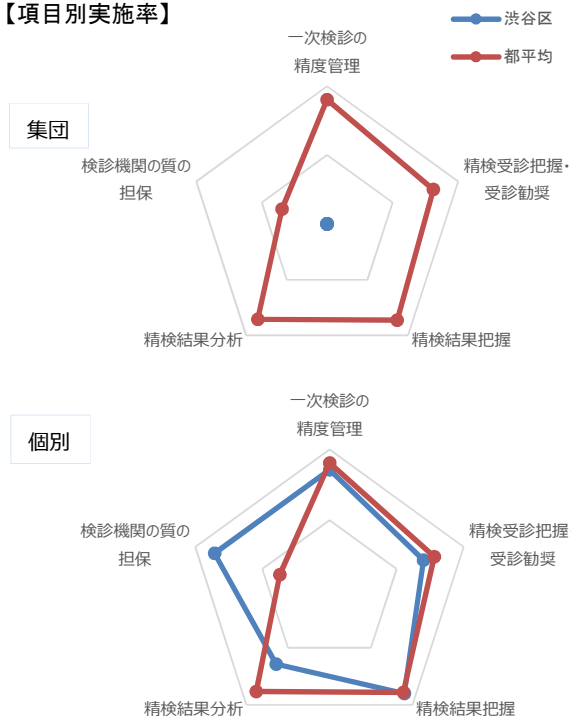 【項目別実施率】
渋谷区
都平均
集団
一次検診の
精度管理
検診機関の質の
担保
精検受診把握・
受診勧奨
精検結果分析
精検結果把握
個別
一次検診の
精度管理
検診機関の質の
担保
精検受診把握
受診勧奨
精検結果分析
精検結果把握